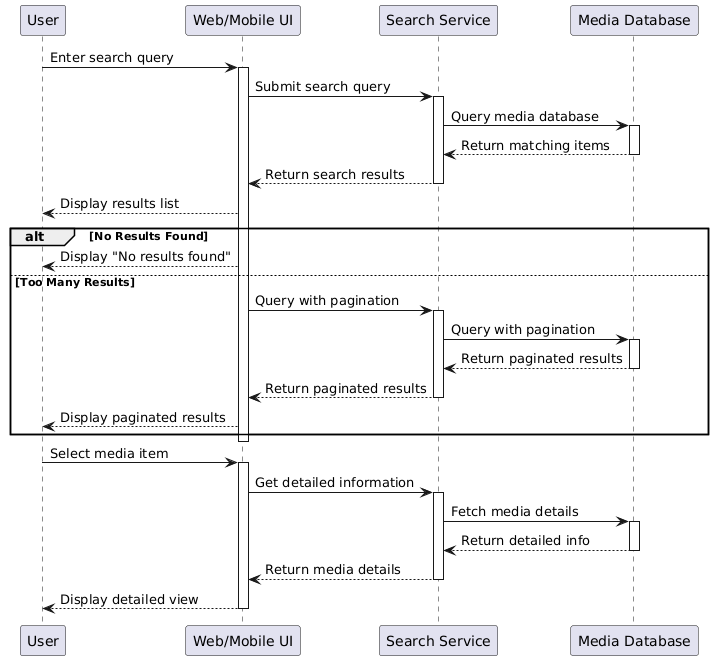 User
Web/Mobile UI
Search Service
Media Database
Enter search query
Submit search query
Query media database
Return matching items
Return search results
Display results list
alt
[No Results Found]
Display "No results found"
[Too Many Results]
Query with pagination
Query with pagination
Return paginated results
Return paginated results
Display paginated results
Select media item
Get detailed information
Fetch media details
Return detailed info
Return media details
Display detailed view
User
Web/Mobile UI
Search Service
Media Database